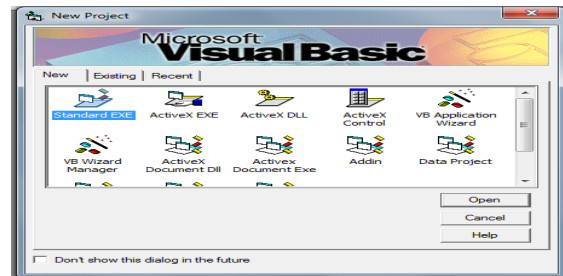 New Project
Microsoft
Visual Basic
New Existing Recent
Standard EXE ActiveX EXE ActiveX DLL ActiveX Control VB Application Wizard
VB Wizard Manager ActiveX Document Dll Activex Document Exe Addin Data Project
Open
Cancel
Help
Don't show this dialog in the future